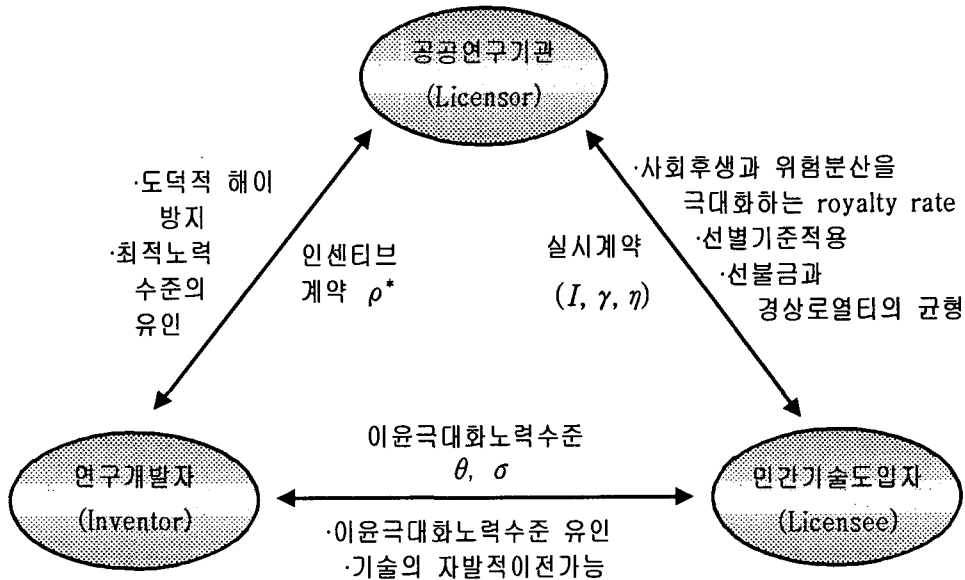 공공연구기관
(Licensor)
·도덕적 해이
방지
·최적노력
수준의
유인
인센티브
계약 ρ*
실시계약
(I, γ, η)
·사회후생과 위험분산을
극대화하는 royalty rate
·선별기준적용
·선불금과
경상로열티의 균형
이윤극대화노력수준
θ, σ
연구개발자
(Inventor)
민간기술도입자
(Licensee)
·이윤극대화노력수준 유인
·기술의 자발적이전가능